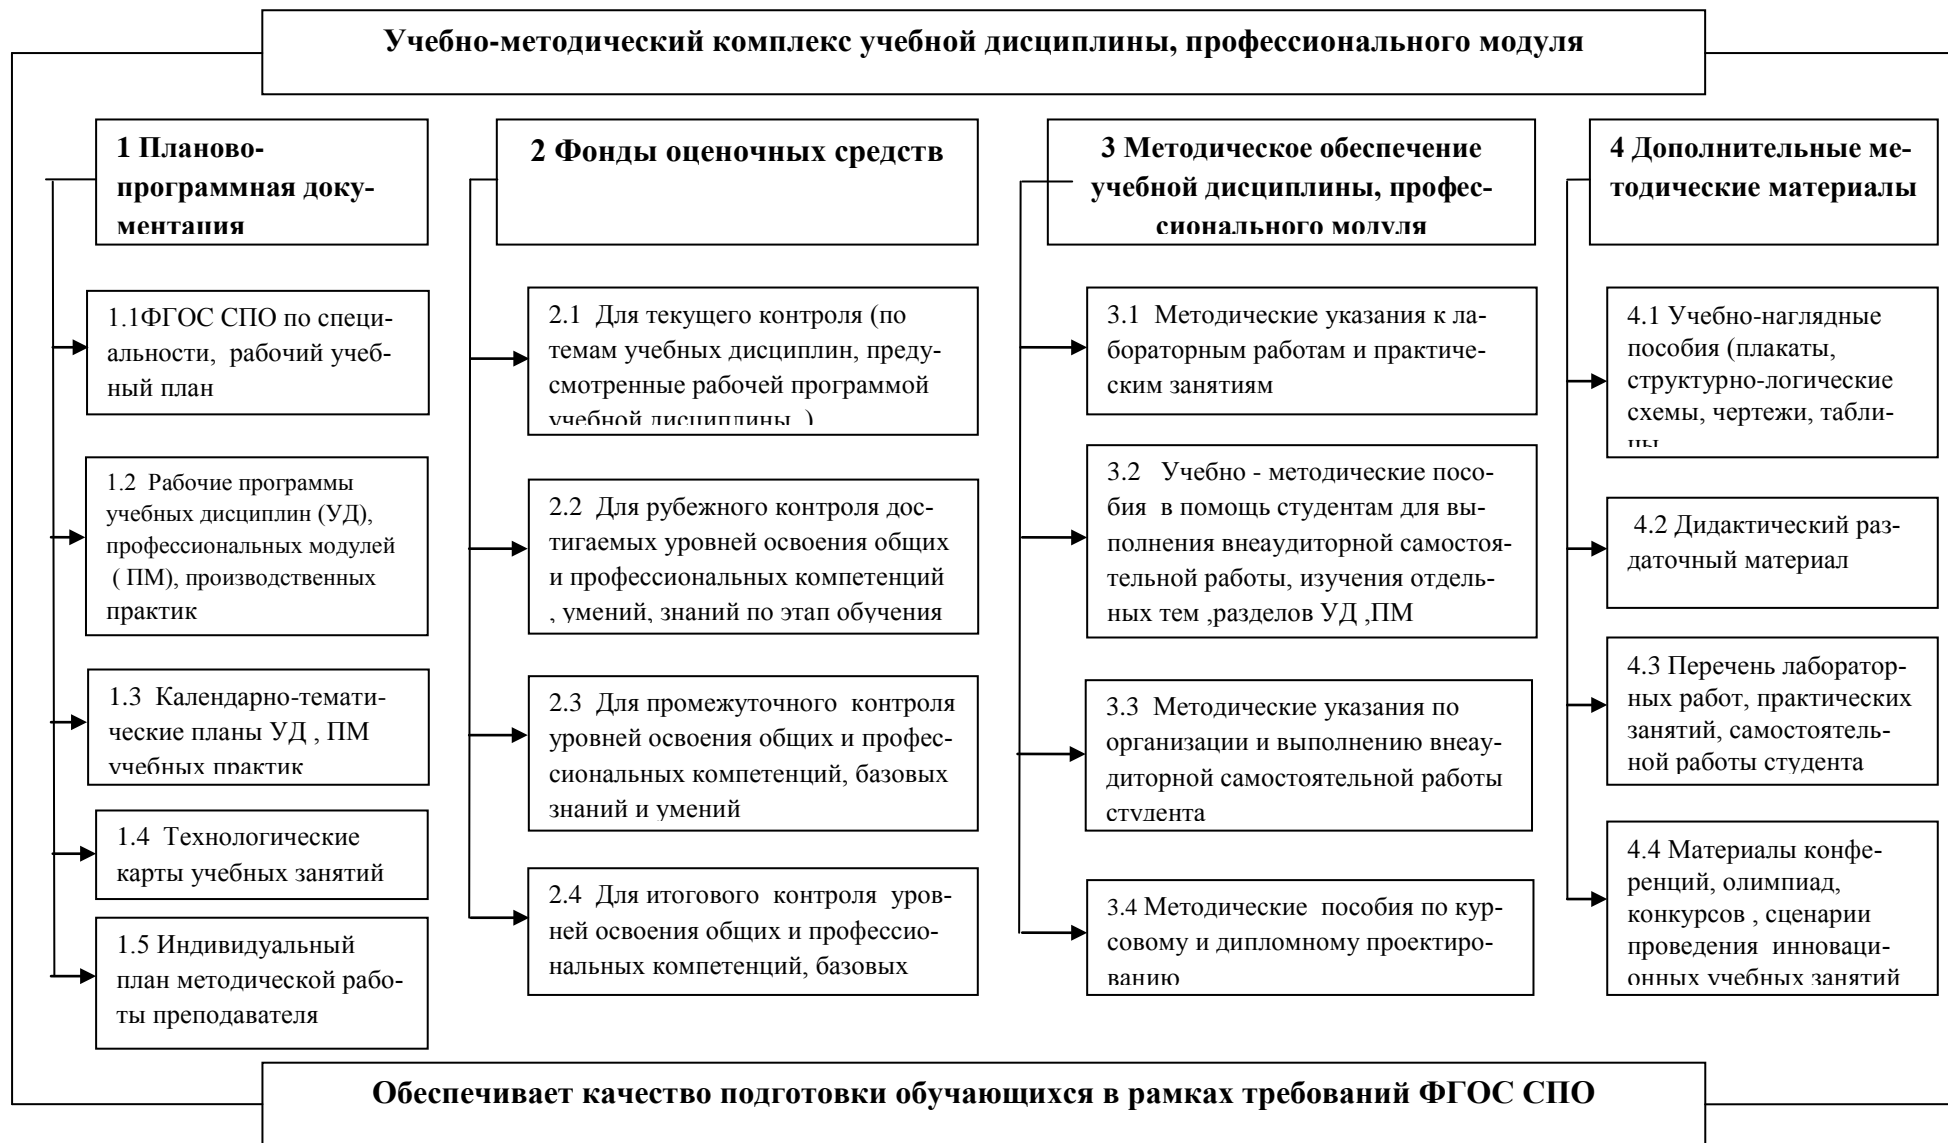 Учебно-методический комплекс учебной дисциплины, профессионального модуля
1 Планово-
программная доку-
ментация
1.1ФГОС СПО по специ-
альности, рабочий учеб-
ный план
1.2 Рабочие программы
учебных дисциплин (УД),
профессиональных модулей
( ПМ), производственных
практик
1.3 Календарно-темати-
ческие планы УД , ПМ
учебных практик
1.4 Технологические
карты учебных занятий
1.5 Индивидуальный
план методической рабо-
ты преподавателя
2 Фонды оценочных средств
2.1 Для текущего контроля (по
темам учебных дисциплин, преду-
смотренные рабочей программой
учебной дисциплины )
2.2 Для рубежного контроля дос-
тигаемых уровней освоения общих
и профессиональных компетенций
, умений, знаний по этап обучения
2.3 Для промежуточного контроля
уровней освоения общих и профес-
сиональных компетенций, базовых
знаний и умений
2.4 Для итогового контроля уров-
ней освоения общих и профессио-
нальных компетенций, базовых
3 Методическое обеспечение
учебной дисциплины, профес-
сионального модуля
3.1 Методические указания к ла-
бораторным работам и практиче-
ским занятиям
3.2 Учебно - методические посо-
бия в помощь студентам для вы-
полнения внеаудиторной самостоя-
тельной работы, изучения отдель-
ных тем ,разделов УД ,ПМ
3.3 Методические указания по
организации и выполнению внеау-
диторной самостоятельной работы
студента
3.4 Методические пособия по кур-
совому и дипломному проектиро-
ванию
4 Дополнительные ме-
тодические материалы
4.1 Учебно-наглядные
пособия (плакаты,
структурно-логические
схемы, чертежи, табли-
цы
4.2 Дидактический раз-
даточный материал
4.3 Перечень лаборатор-
ных работ, практических
занятий, самостоятель-
ной работы студента
4.4 Материалы конфе-
ренций, олимпиад,
конкурсов , сценарии
проведения инноваци-
онных учебных занятий
Обеспечивает качество подготовки обучающихся в рамках требований ФГОС СПО